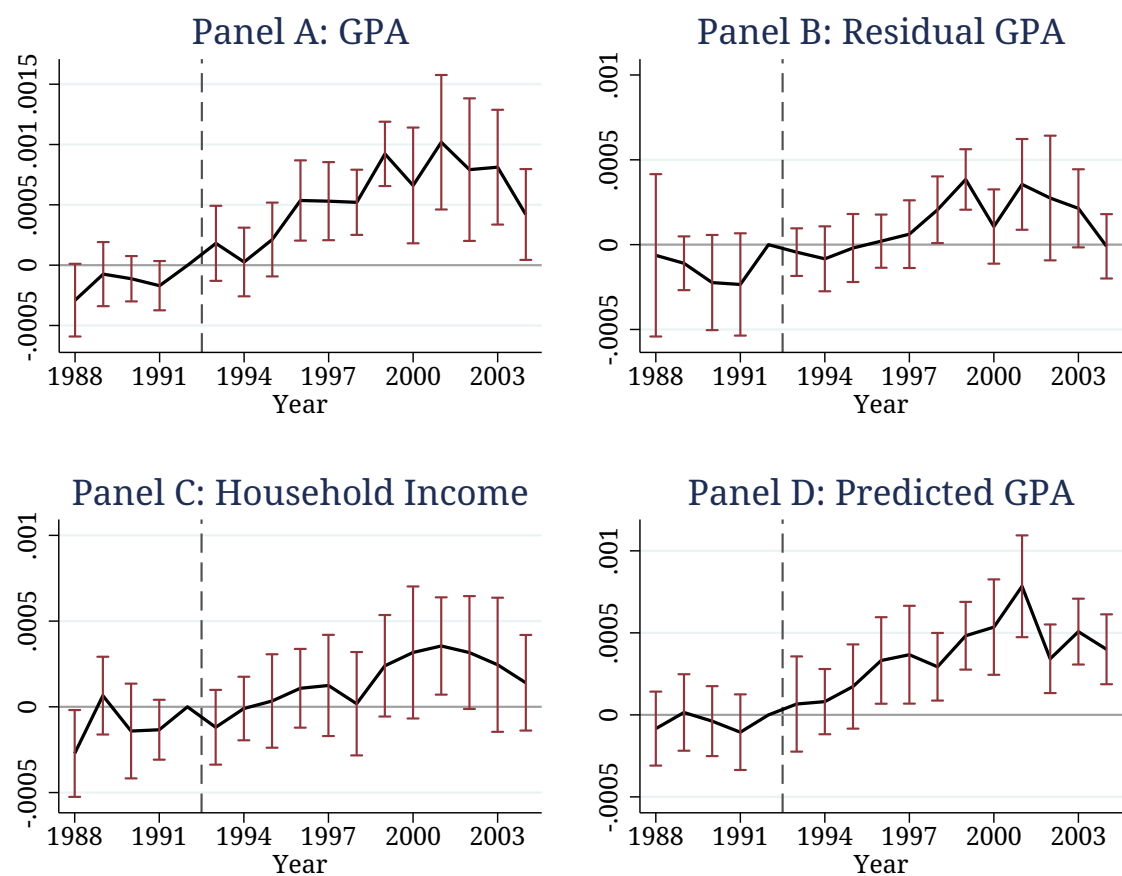 Panel A: GPA
.0015
.001
.0005
0
-.0005
1988 1991 1994 1997 2000 2003
Year
Panel B: Residual GPA
.001
.0005
0
-.0005
1988 1991 1994 1997 2000 2003
Year
Panel C: Household Income
.001
.0005
0
-.0005
1988 1991 1994 1997 2000 2003
Year
Panel D: Predicted GPA
.001
.0005
0
-.0005
1988 1991 1994 1997 2000 2003
Year